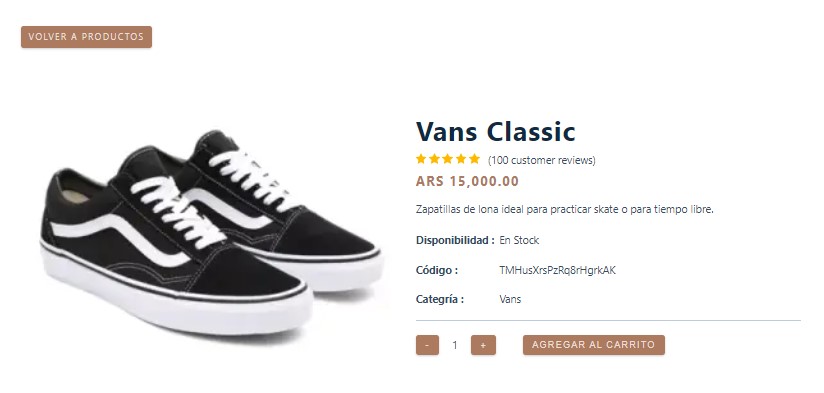 VOLVER A PRODUCTOS
Vans Classic
(100 customer reviews)
ARS 15,000.00
Zapatillas de lona ideal para practicar skate o para tiempo libre.
Disponibilidad : En Stock
Código : TMHusXrsPzRq8rHgrkAK
Categría : Vans
- 1 + AGREGAR AL CARRITO